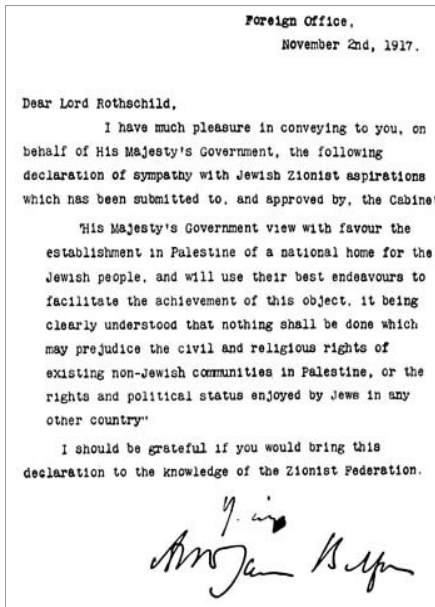 Foreign Office,
November 2nd, 1917.
Dear Lord Rothschild,
I have much pleasure in conveying to you, on
behalf of His Majesty's Government, the following
declaration of sympathy with Jewish Zionist aspirations
which has been submitted to, and approved by, the Cabinet
"His Majesty's Government view with favour the
establishment in Palestine of a national home for the
Jewish people, and will use their best endeavours to
facilitate the achievement of this object, it being
clearly understood that nothing shall be done which
may prejudice the civil and religious rights of
existing non-Jewish communities in Palestine, or the
rights and political status enjoyed by Jews in any
other country"
I should be grateful if you would bring this
declaration to the knowledge of the Zionist Federation.